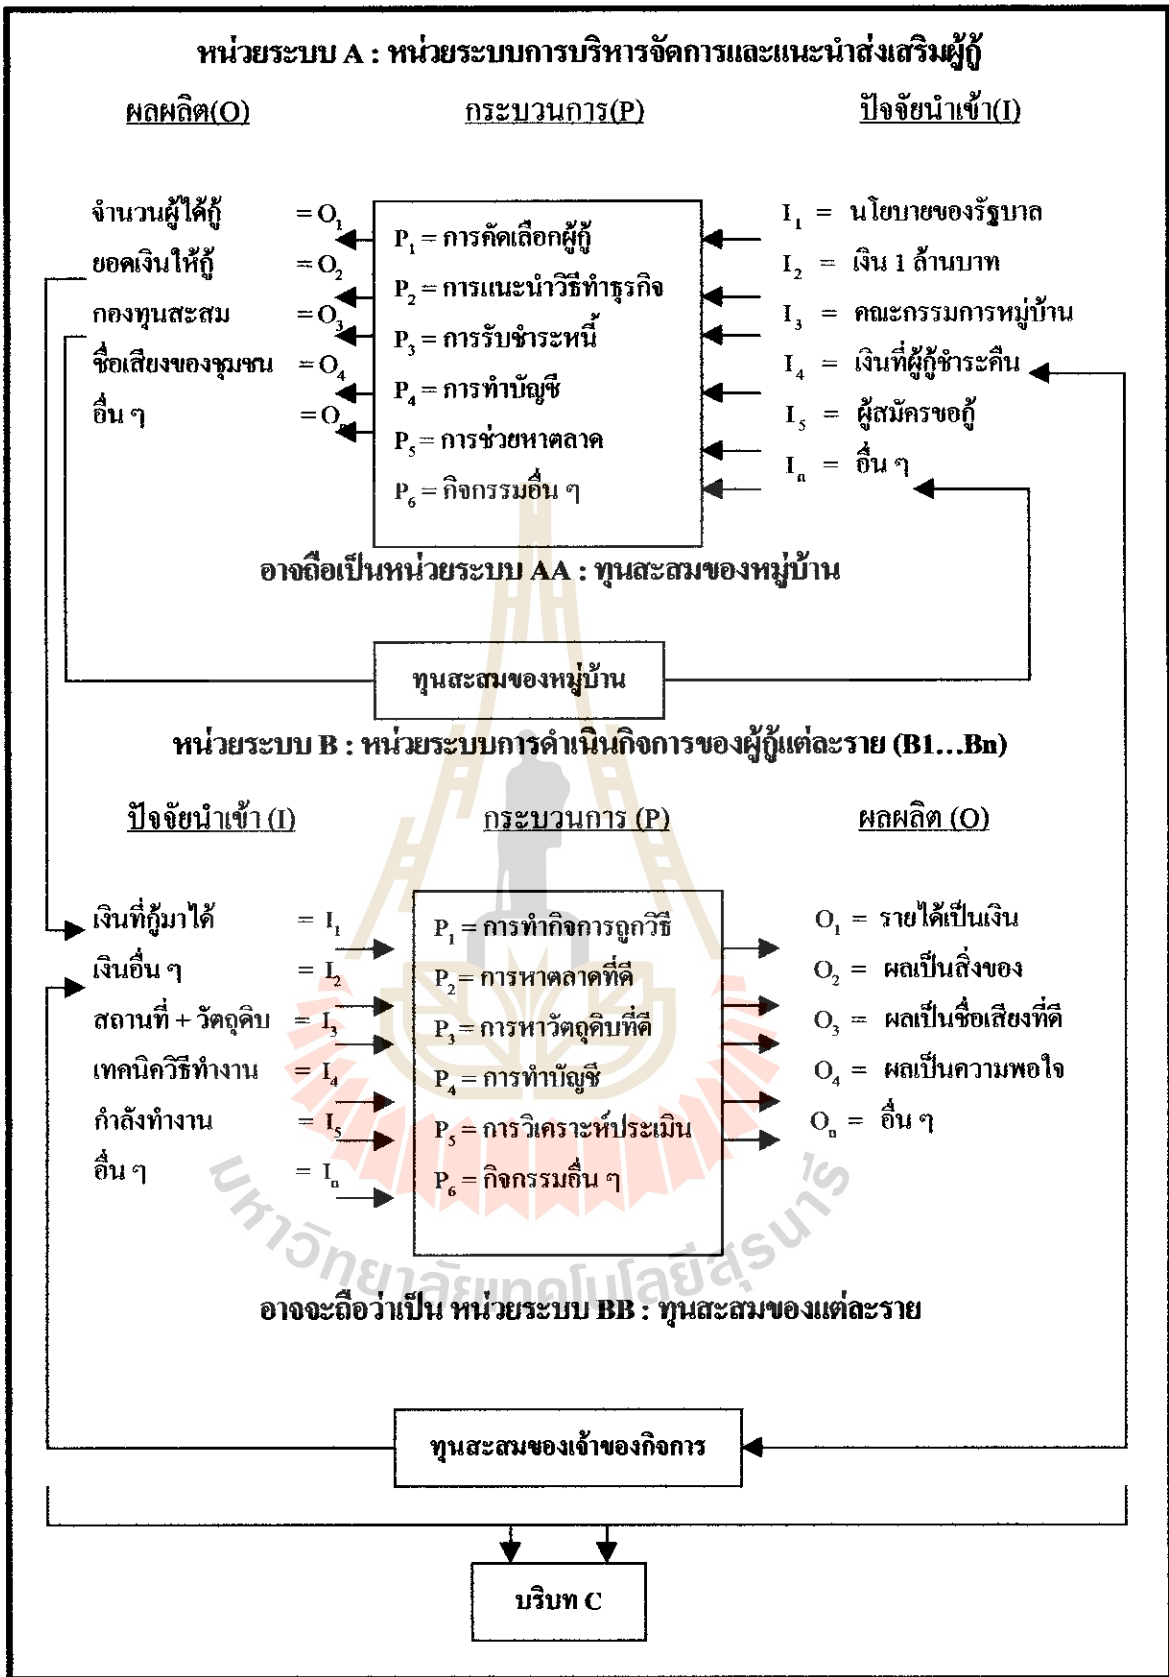 หน่วยระบบ A : หน่วยระบบการบริหารจัดการและแนะนำส่งเสริมผู้กู้
ผลผลิต(O) กระบวนการ(P) ปัจจัยนำเข้า(I)
จำนวนผู้ได้กู้ = O₁
ยอดเงินให้กู้ = O₂
กองทุนสะสม = O₃
ชื่อเสียงของชุมชน = O₄
อื่น ๆ = Oₙ
P₁ = การคัดเลือกผู้กู้
P₂ = การแนะนำวิธีทำธุรกิจ
P₃ = การรับชำระหนี้
P₄ = การทำบัญชี
P₅ = การช่วยหาตลาด
P₆ = กิจกรรมอื่น ๆ
I₁ = นโยบายของรัฐบาล
I₂ = เงิน 1 ล้านบาท
I₃ = คณะกรรมการหมู่บ้าน
I₄ = เงินที่ผู้กู้ชำระคืน
I₅ = ผู้สมัครขอกู้
Iₙ = อื่น ๆ
อาจถือเป็นหน่วยระบบ AA : ทุนสะสมของหมู่บ้าน
ทุนสะสมของหมู่บ้าน
หน่วยระบบ B : หน่วยระบบการดำเนินกิจการของผู้กู้แต่ละราย (B1...Bn)
ปัจจัยนำเข้า (I) กระบวนการ (P) ผลผลิต (O)
เงินที่กู้มาได้ = I₁
เงินอื่น ๆ = I₂
สถานที่ + วัตถุดิบ = I₃
เทคนิควิธีทำงาน = I₄
กำลังทำงาน = I₅
อื่น ๆ = Iₙ
P₁ = การทำกิจการถูกวิธี
P₂ = การหาตลาดที่ดี
P₃ = การหาวัตถุดิบที่ดี
P₄ = การทำบัญชี
P₅ = การวิเคราะห์ประเมิน
P₆ = กิจกรรมอื่น ๆ
O₁ = รายได้เป็นเงิน
O₂ = ผลเป็นสิ่งของ
O₃ = ผลเป็นชื่อเสียงที่ดี
O₄ = ผลเป็นความพอใจ
Oₙ = อื่น ๆ
มหาวิทยาลัยเทคโนโลยีสุรนารี
อาจจะถือว่าเป็น หน่วยระบบ BB : ทุนสะสมของแต่ละราย
ทุนสะสมของเจ้าของกิจการ
บริบท C